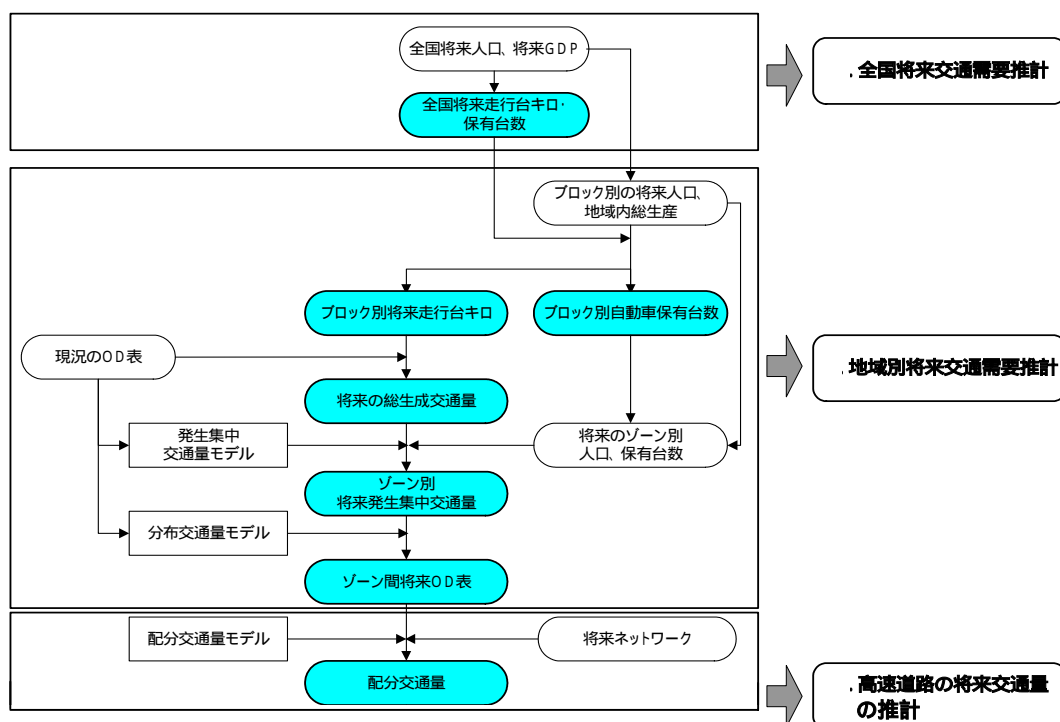 全国将来人口、将来GDP
全国将来走行台キロ・
保有台数
．全国将来交通需要推計
ブロック別の将来人口、
地域内総生産
ブロック別将来走行台キロ
ブロック別自動車保有台数
現況のOD表
．地域別将来交通需要推計
将来の総生成交通量
発生集中
交通量モデル
将来のゾーン別
人口、保有台数
ゾーン別
将来発生集中交通量
分布交通量モデル
ゾーン間将来OD表
配分交通量モデル
将来ネットワーク
配分交通量
．高速道路の将来交通量
の推計